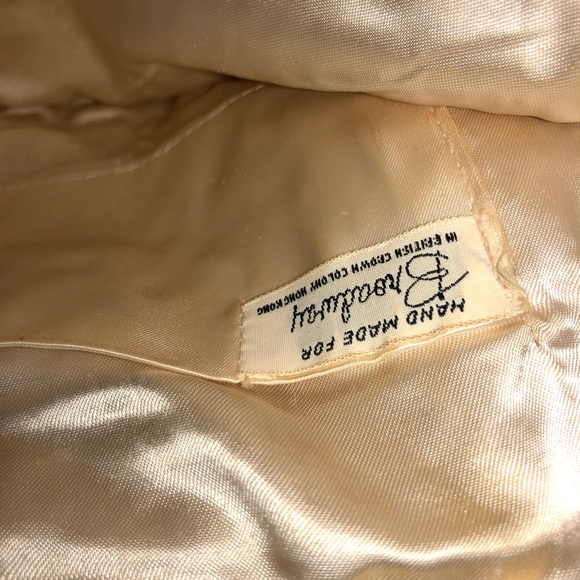 HAND MADE FOR
Broadway
IN BRITISH CROWN COLONY HONG KONG